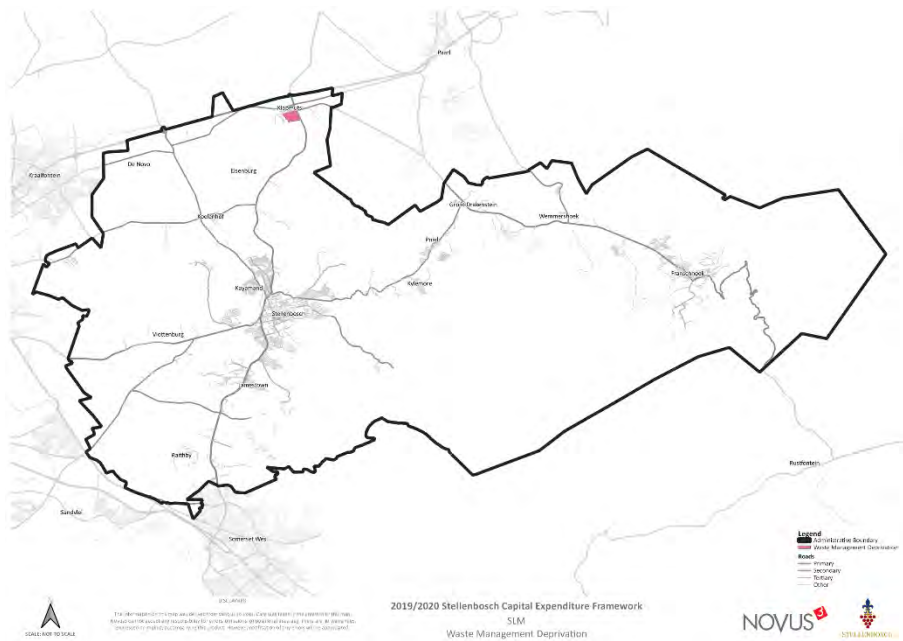 Paarl
Klapmuts
De Novo
Kraaifontein
Elsenburg
Koelenhof
Groot Drakenstein
Wemmershoek
Pniel
Franschhoek
Kylemore
Kayamandi
Stellenbosch
Vlottenburg
Jamestown
Raithby
Sandvlei
Somerset West
Legend
Administrative Boundary
Waste Management Deprivation
Roads
Primary
Secondary
Tertiary
Other
SCALE: NOT TO SCALE
2019/2020 Stellenbosch Capital Expenditure Framework
SLM
Waste Management Deprivation
NOVUS3
STELLENBOSCH